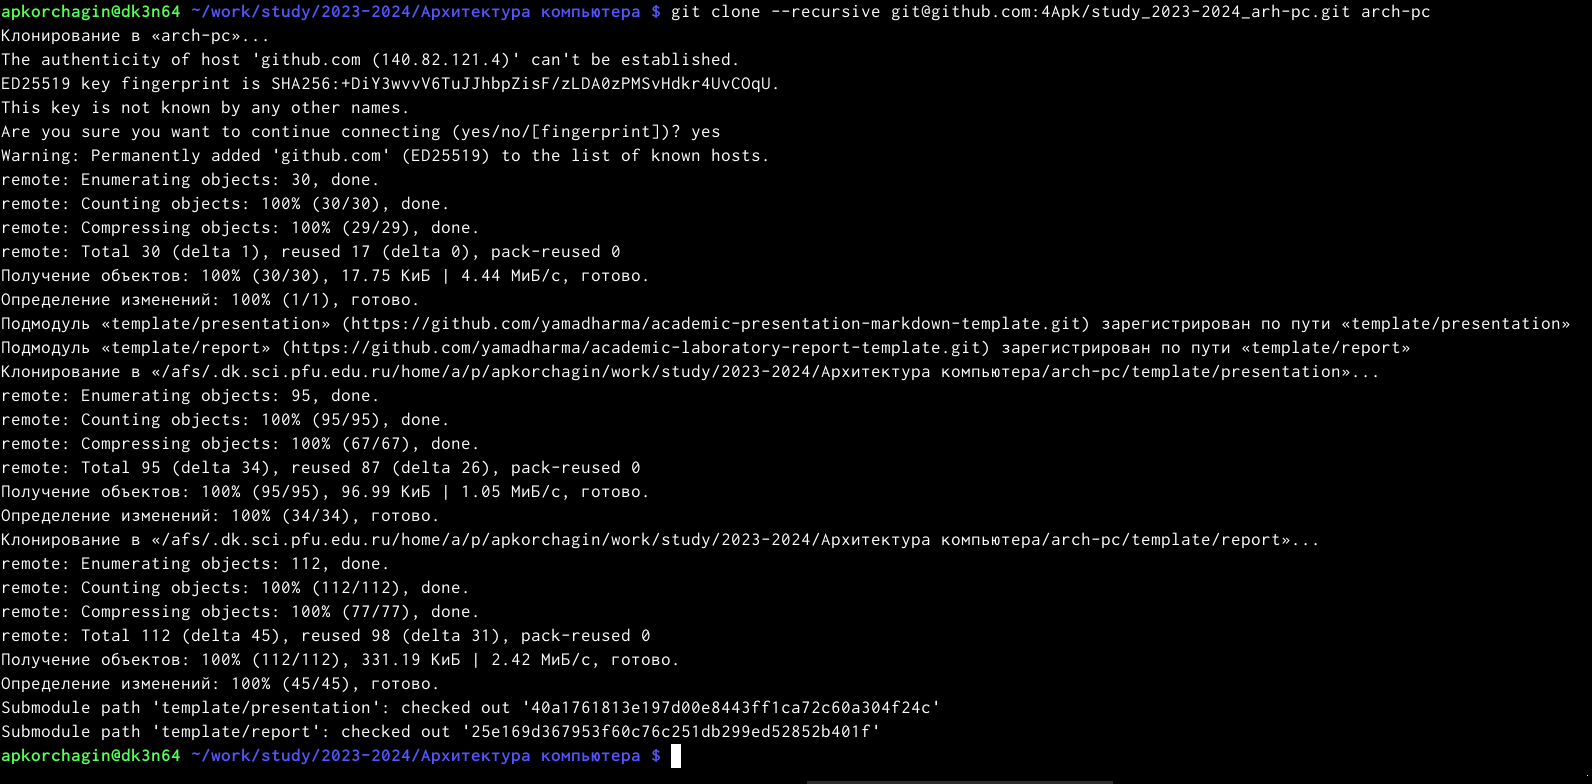 apkorchagin@dk3n64 ~/work/study/2023-2024/Архитектура компьютера $ git clone --recursive git@github.com:4Apk/study_2023-2024_arh-pc.git arch-pc
Клонирование в «arch-pc»...
The authenticity of host 'github.com (140.82.121.4)' can't be established.
ED25519 key fingerprint is SHA256:+DiY3wvvV6TuJJhbpZisF/zLDA0zPMSvHdkr4UvCOqU.
This key is not known by any other names.
Are you sure you want to continue connecting (yes/no/[fingerprint])? yes
Warning: Permanently added 'github.com' (ED25519) to the list of known hosts.
remote: Enumerating objects: 30, done.
remote: Counting objects: 100% (30/30), done.
remote: Compressing objects: 100% (29/29), done.
remote: Total 30 (delta 1), reused 17 (delta 0), pack-reused 0
Получение объектов: 100% (30/30), 17.75 КиБ | 4.44 МиБ/с, готово.
Определение изменений: 100% (1/1), готово.
Подмодуль «template/presentation» (https://github.com/yamadharma/academic-presentation-markdown-template.git) зарегистрирован по пути «template/presentation»
Подмодуль «template/report» (https://github.com/yamadharma/academic-laboratory-report-template.git) зарегистрирован по пути «template/report»
Клонирование в «/afs/.dk.sci.pfu.edu.ru/home/a/p/apkorchagin/work/study/2023-2024/Архитектура компьютера/arch-pc/template/presentation»...
remote: Enumerating objects: 95, done.
remote: Counting objects: 100% (95/95), done.
remote: Compressing objects: 100% (67/67), done.
remote: Total 95 (delta 34), reused 87 (delta 26), pack-reused 0
Получение объектов: 100% (95/95), 96.99 КиБ | 1.05 МиБ/с, готово.
Определение изменений: 100% (34/34), готово.
Клонирование в «/afs/.dk.sci.pfu.edu.ru/home/a/p/apkorchagin/work/study/2023-2024/Архитектура компьютера/arch-pc/template/report»...
remote: Enumerating objects: 112, done.
remote: Counting objects: 100% (112/112), done.
remote: Compressing objects: 100% (77/77), done.
remote: Total 112 (delta 45), reused 98 (delta 31), pack-reused 0
Получение объектов: 100% (112/112), 331.19 КиБ | 2.42 МиБ/с, готово.
Определение изменений: 100% (45/45), готово.
Submodule path 'template/presentation': checked out '40a1761813e197d00e8443ff1ca72c60a304f24c'
Submodule path 'template/report': checked out '25e169d367953f60c76c251db299ed52852b401f'
apkorchagin@dk3n64 ~/work/study/2023-2024/Архитектура компьютера $